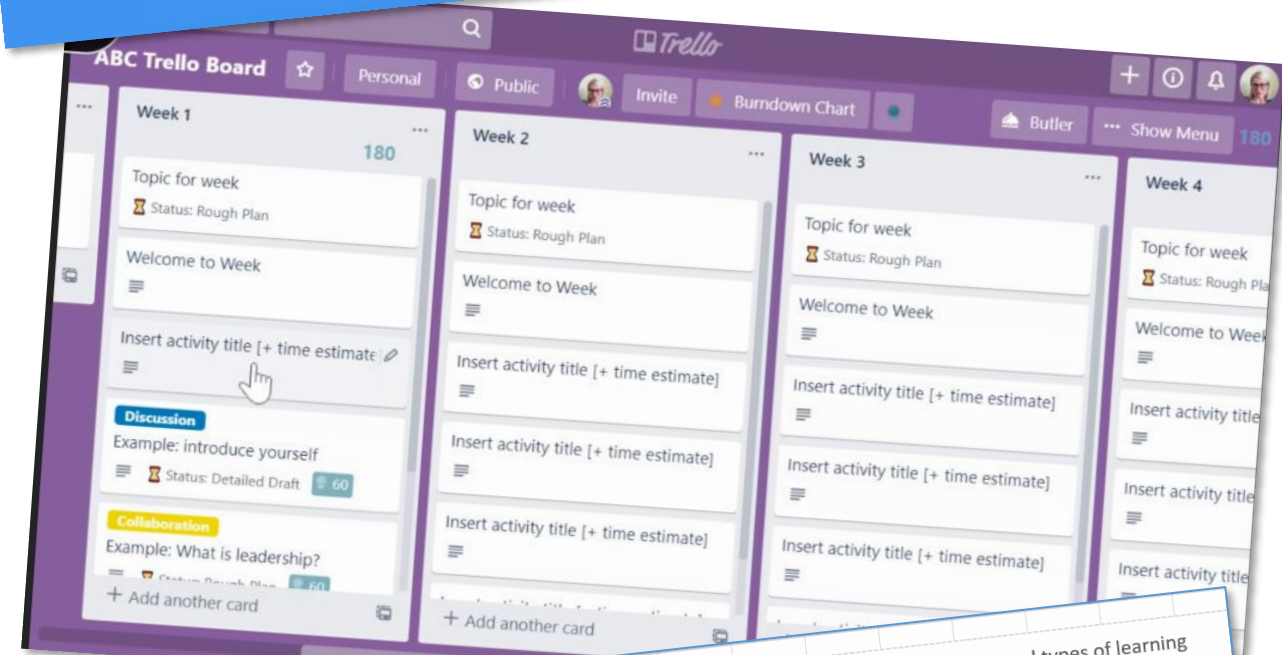 Trello
ABC Trello Board
Personal
Public
Invite
Burndown Chart
Butler
Show Menu
180
Week 1
180
Topic for week
Status: Rough Plan
Welcome to Week
Insert activity title [+ time estimate
Discussion
Example: introduce yourself
Status: Detailed Draft
60
Collaboration
Example: What is leadership?
Status: Rough Plan
60
+ Add another card
Week 2
Topic for week
Status: Rough Plan
Welcome to Week
Insert activity title [+ time estimate]
Insert activity title [+ time estimate]
Insert activity title [+ time estimate]
+ Add another card
Week 3
Topic for week
Status: Rough Plan
Welcome to Week
Insert activity title [+ time estimate]
Insert activity title [+ time estimate]
Insert activity title [+ time estimate]
Week 4
Topic for week
Status: Rough Pla
Welcome to Week
Insert activity title
Insert activity title
Insert activity title
types of learning